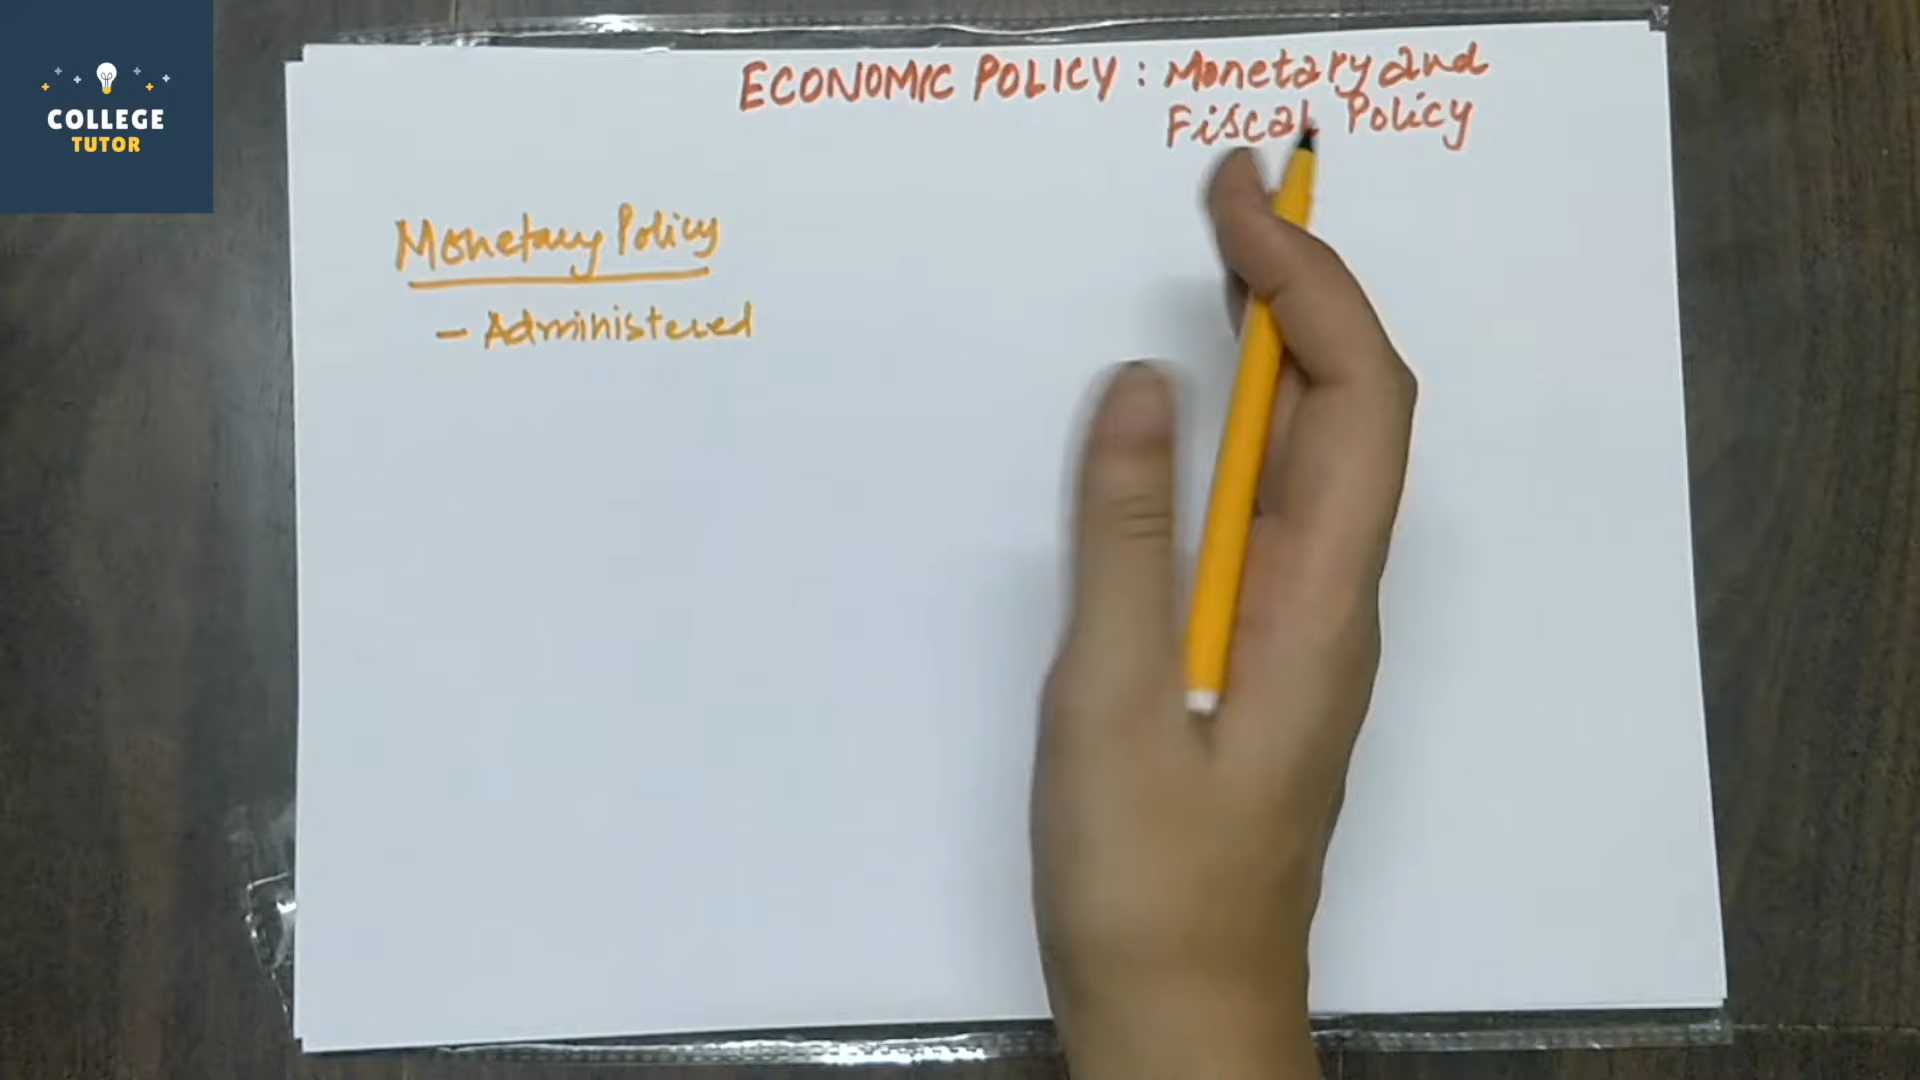 COLLEGE
TUTOR
ECONOMIC POLICY : Monetary and
Fiscal Policy
Monetary Policy
- Administered